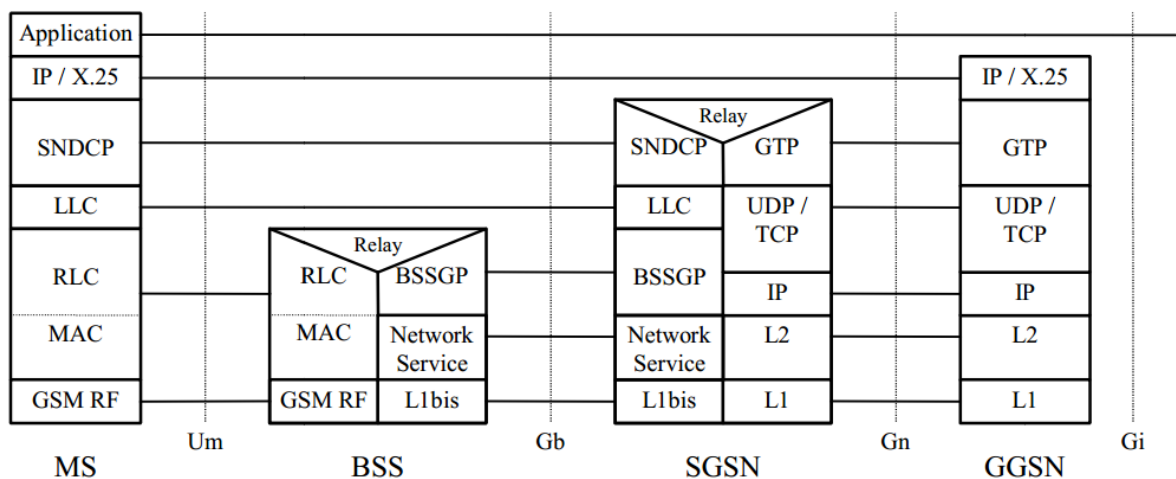 Application
IP / X.25
IP / X.25
Relay
SNDCP
SNDCP
GTP
GTP
LLC
LLC
UDP /
TCP
UDP /
TCP
Relay
RLC
RLC
BSSGP
BSSGP
IP
IP
MAC
MAC
Network
Service
Network
Service
L2
L2
GSM RF
GSM RF
L1bis
L1bis
L1
L1
Um
Gb
Gn
Gi
MS
BSS
SGSN
GGSN